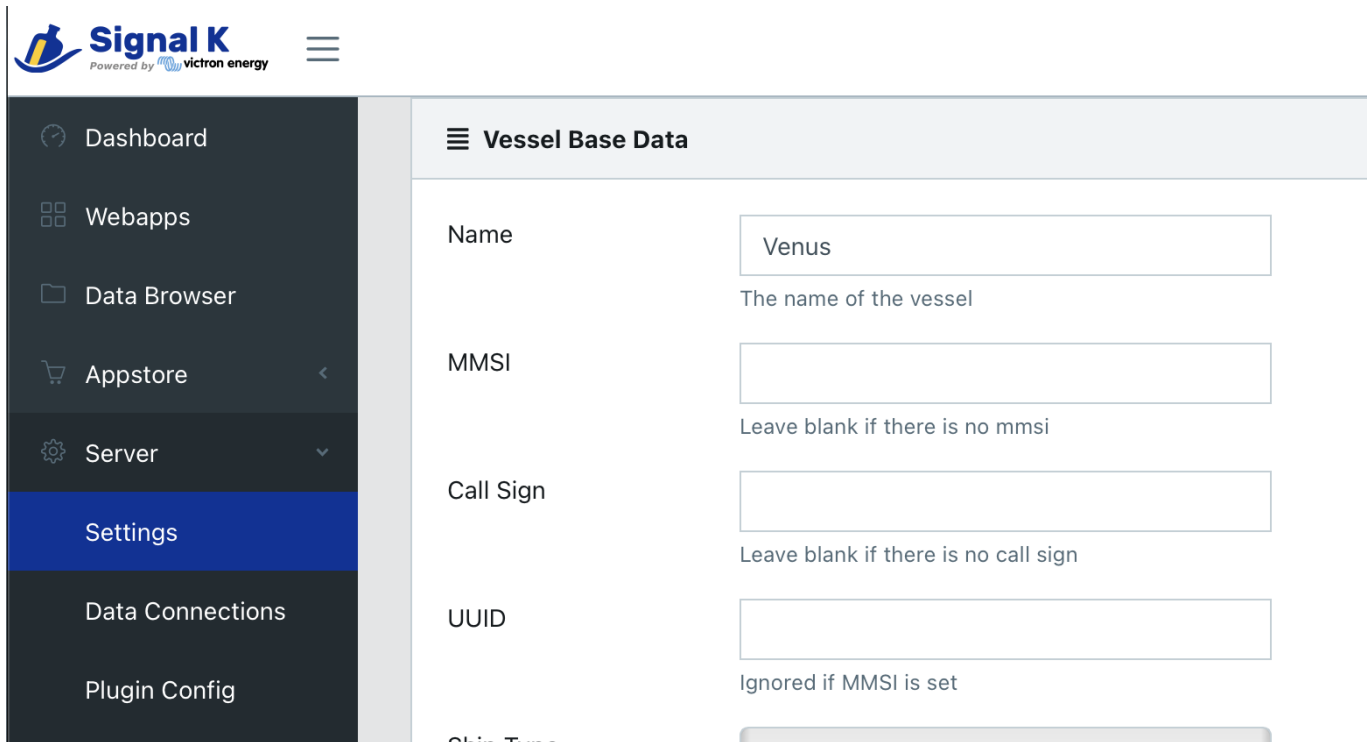 Signal K
Powered by victron energy
Dashboard
Webapps
Data Browser
Appstore
Server
Settings
Data Connections
Plugin Config
Vessel Base Data
Name
Venus
The name of the vessel
MMSI
Leave blank if there is no mmsi
Call Sign
Leave blank if there is no call sign
UUID
Ignored if MMSI is set
Ship Type